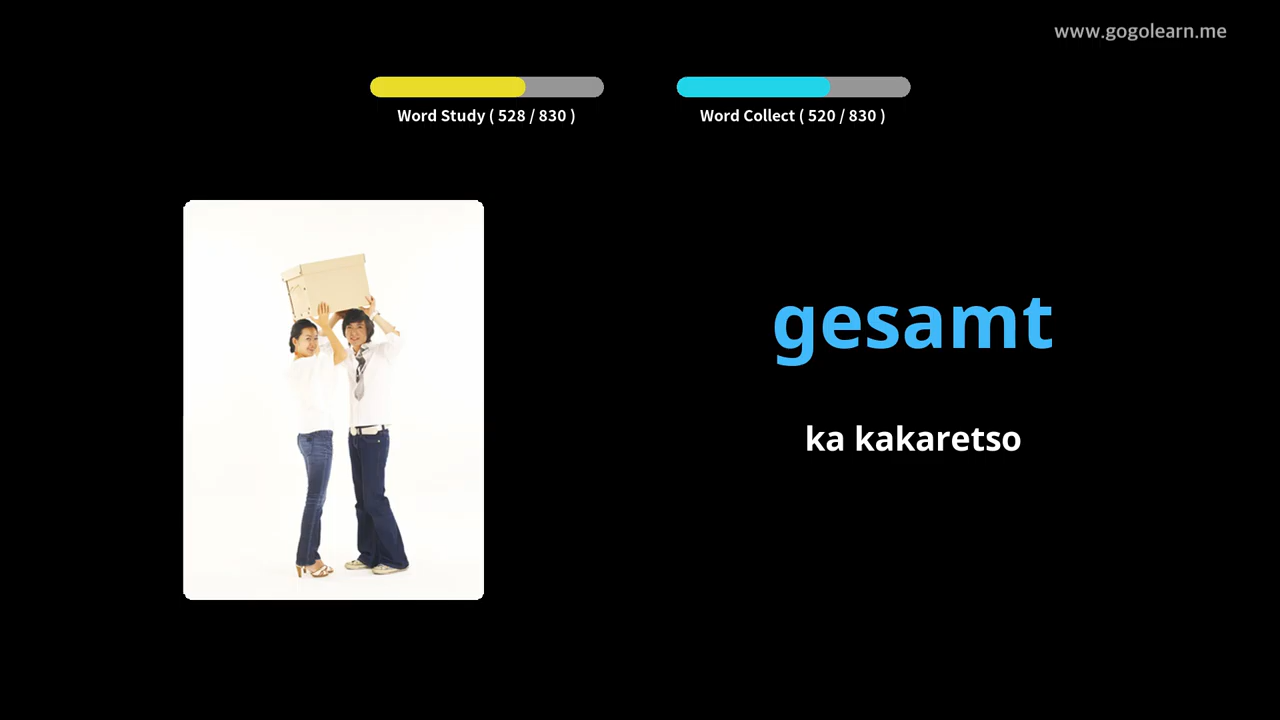 www.gogolearn.me
Word Study ( 528 / 830 )
Word Collect ( 520 / 830 )
gesamt
ka kakaretso